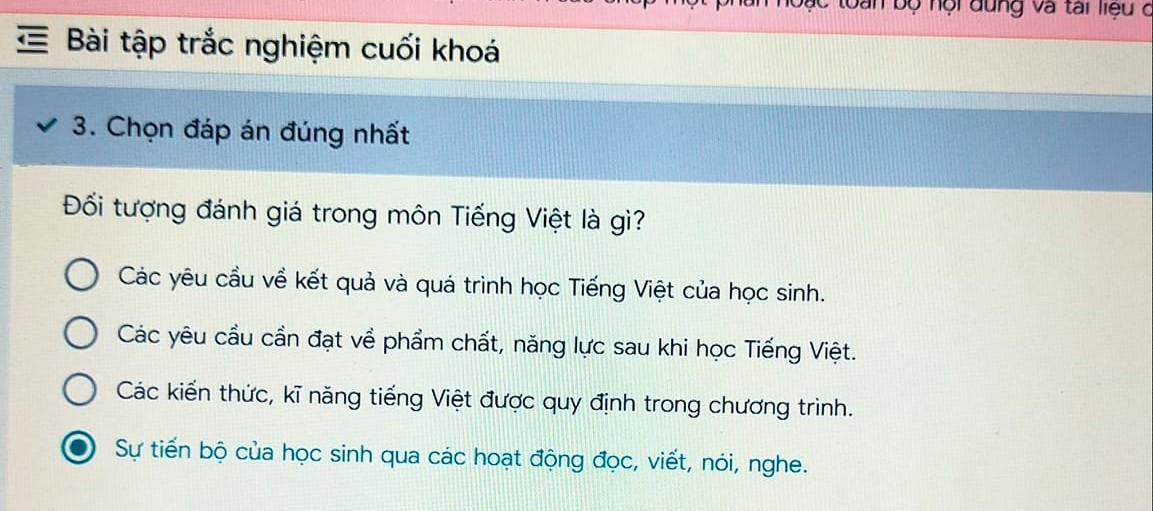 hoặc toàn bộ nội dung và tài liệu
Bài tập trắc nghiệm cuối khoá
3. Chọn đáp án đúng nhất
Đối tượng đánh giá trong môn Tiếng Việt là gì?
Các yêu cầu về kết quả và quá trình học Tiếng Việt của học sinh.
Các yêu cầu cần đạt về phẩm chất, năng lực sau khi học Tiếng Việt.
Các kiến thức, kĩ năng tiếng Việt được quy định trong chương trình.
Sự tiến bộ của học sinh qua các hoạt động đọc, viết, nói, nghe.